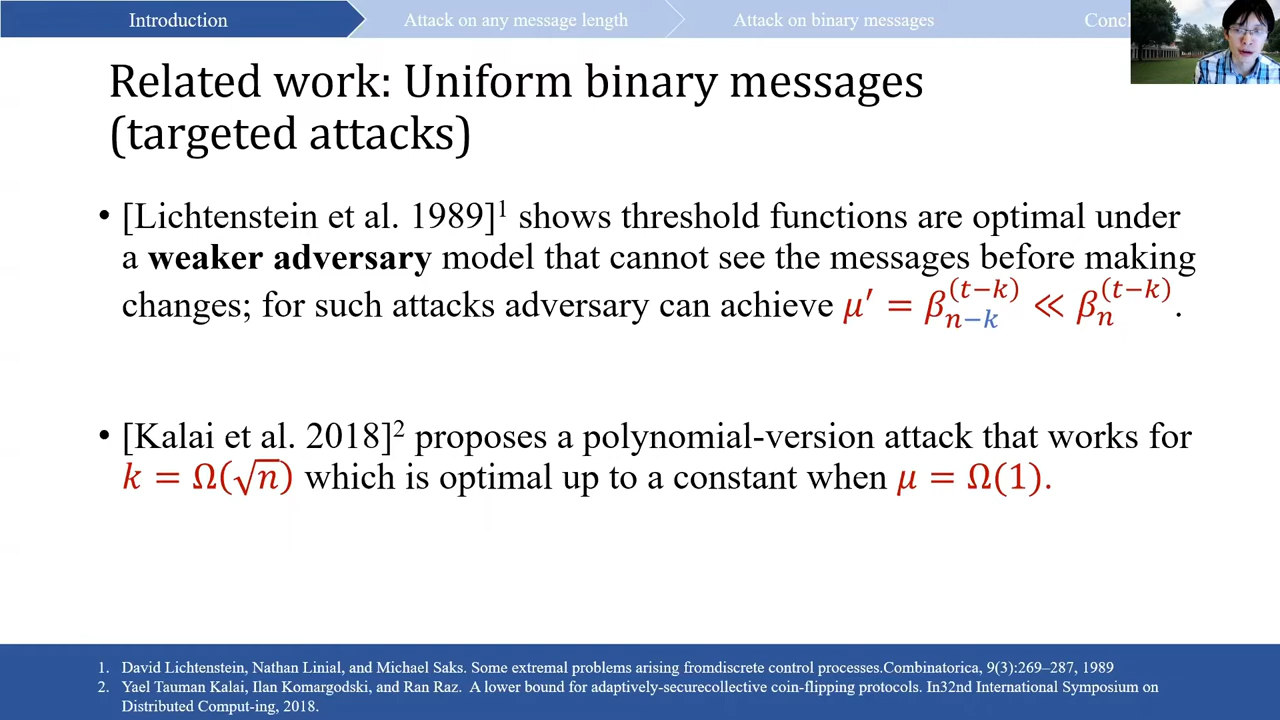 Introduction
Attack on any message length
Attack on binary messages
Related work: Uniform binary messages
(targeted attacks)
• [Lichtenstein et al. 1989]¹ shows threshold functions are optimal under
a weaker adversary model that cannot see the messages before making
changes; for such attacks adversary can achieve μ′ = β_{n−k}^{(t−k)} ≪ β_n^{(t−k)}.
• [Kalai et al. 2018]² proposes a polynomial-version attack that works for
k = Ω(√n) which is optimal up to a constant when μ = Ω(1).
1. David Lichtenstein, Nathan Linial, and Michael Saks. Some extremal problems arising fromdiscrete control processes.Combinatorica, 9(3):269–287, 1989
2. Yael Tauman Kalai, Ilan Komargodski, and Ran Raz. A lower bound for adaptively-securecollective coin-flipping protocols. In32nd International Symposium on
Distributed Comput-ing, 2018.